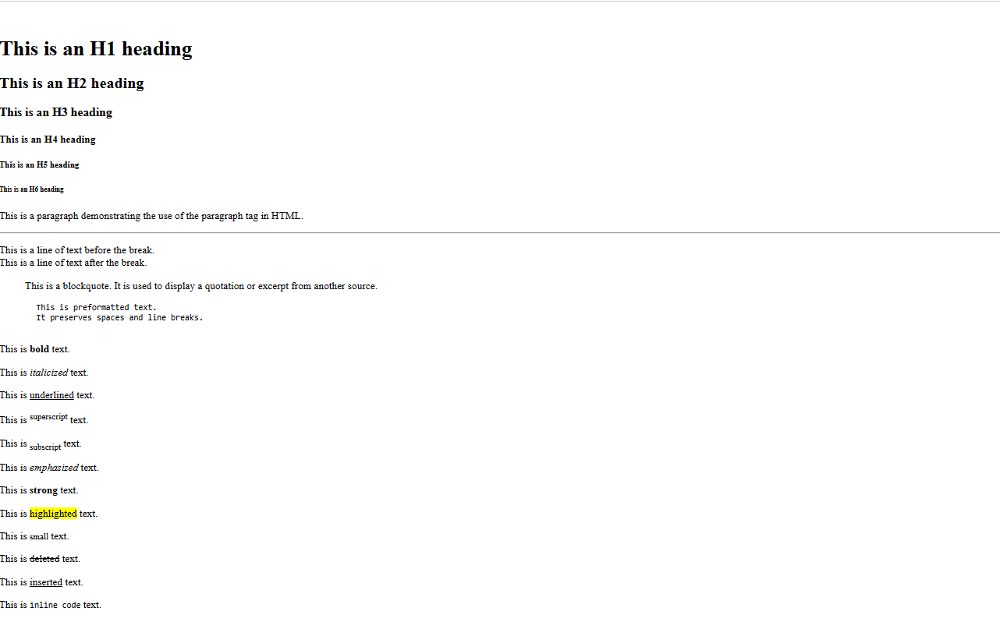 This is an H1 heading
This is an H2 heading
This is an H3 heading
This is an H4 heading
This is an H5 heading
This is an H6 heading
This is a paragraph demonstrating the use of the paragraph tag in HTML.
This is a line of text before the break.
This is a line of text after the break.
This is a blockquote. It is used to display a quotation or excerpt from another source.
This is preformatted text.
It preserves spaces and line breaks.
This is bold text.
This is italicized text.
This is underlined text.
This is superscript text.
This is subscript text.
This is emphasized text.
This is strong text.
This is highlighted text.
This is small text.
This is deleted text.
This is inserted text.
This is inline code text.